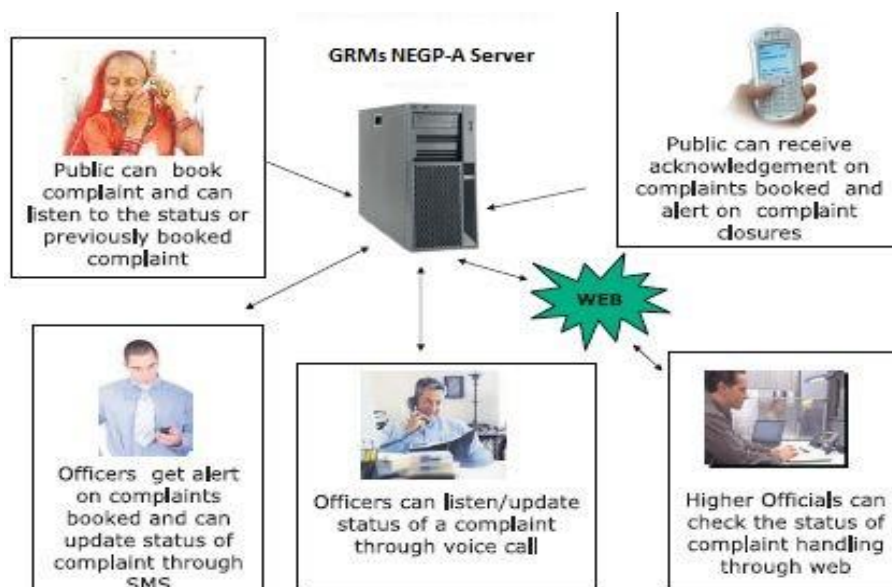 GRMs NEGP-A Server
Public can book
complaint and can
listen to the status or
previously booked
complaint
Public can receive
acknowledgement on
complaints booked and
alert on complaint
closures
WEB
Officers get alert
on complaints
booked and can
update status of
complaint through
SMS
Officers can listen/update
status of a complaint
through voice call
Higher Officials can
check the status of
complaint handling
through web